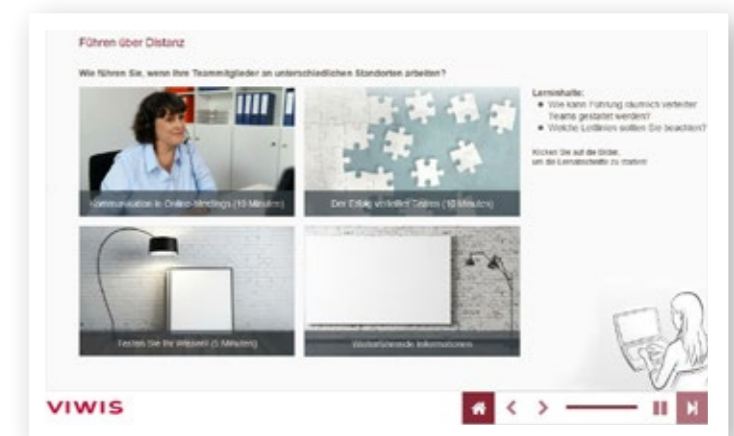 Führen über Distanz
Wie führen Sie, wenn Ihre Teammitglieder an unterschiedlichen Standorten arbeiten?
Kommunikation in Online-Meetings (10 Minuten)
Der Erfolg verteilter Teams (10 Minuten)
Testen Sie Ihr Wissen! (5 Minuten)
Weiterführende Informationen
Lerninhalte:
Wie kann Führung räumlich verteilter
Teams gestaltet werden?
Welche Leitlinien sollten Sie beachten?
Klicken Sie auf die Bilder,
um die Lernabschnitte zu starten!
VIWIS